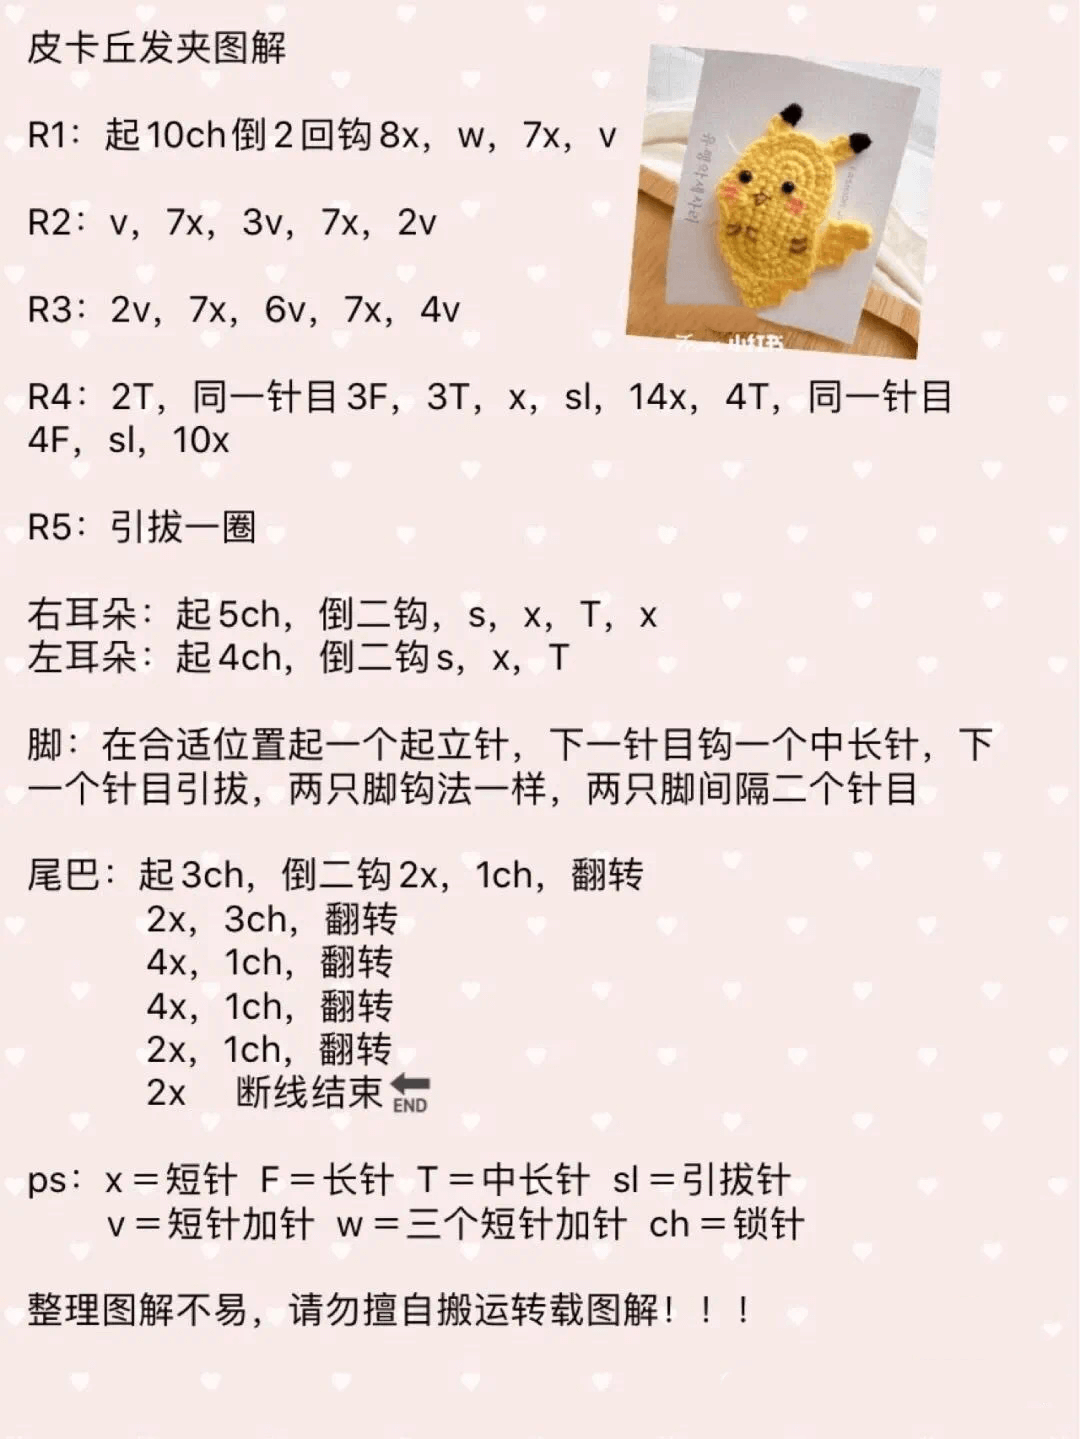 皮卡丘发夹图解
R1：起10ch倒2回钩8x，w，7x，v
R2：v，7x，3v，7x，2v
R3：2v，7x，6v，7x，4v
R4：2T，同一针目3F，3T，x，sl，14x，4T，同一针目
4F，sl，10x
R5：引拔一圈
右耳朵：起5ch，倒二钩，s，x，T，x
左耳朵：起4ch，倒二钩s，x，T
脚：在合适位置起一个起立针，下一针目钩一个中长针，下
一个针目引拔，两只脚钩法一样，两只脚间隔二个针目
尾巴：起3ch，倒二钩2x，1ch，翻转
2x，3ch，翻转
4x，1ch，翻转
4x，1ch，翻转
2x，1ch，翻转
2x 断线结束
END
ps：x＝短针 F＝长针 T＝中长针 sl＝引拔针
v＝短针加针 w＝三个短针加针 ch＝锁针
整理图解不易，请勿擅自搬运转载图解！！！